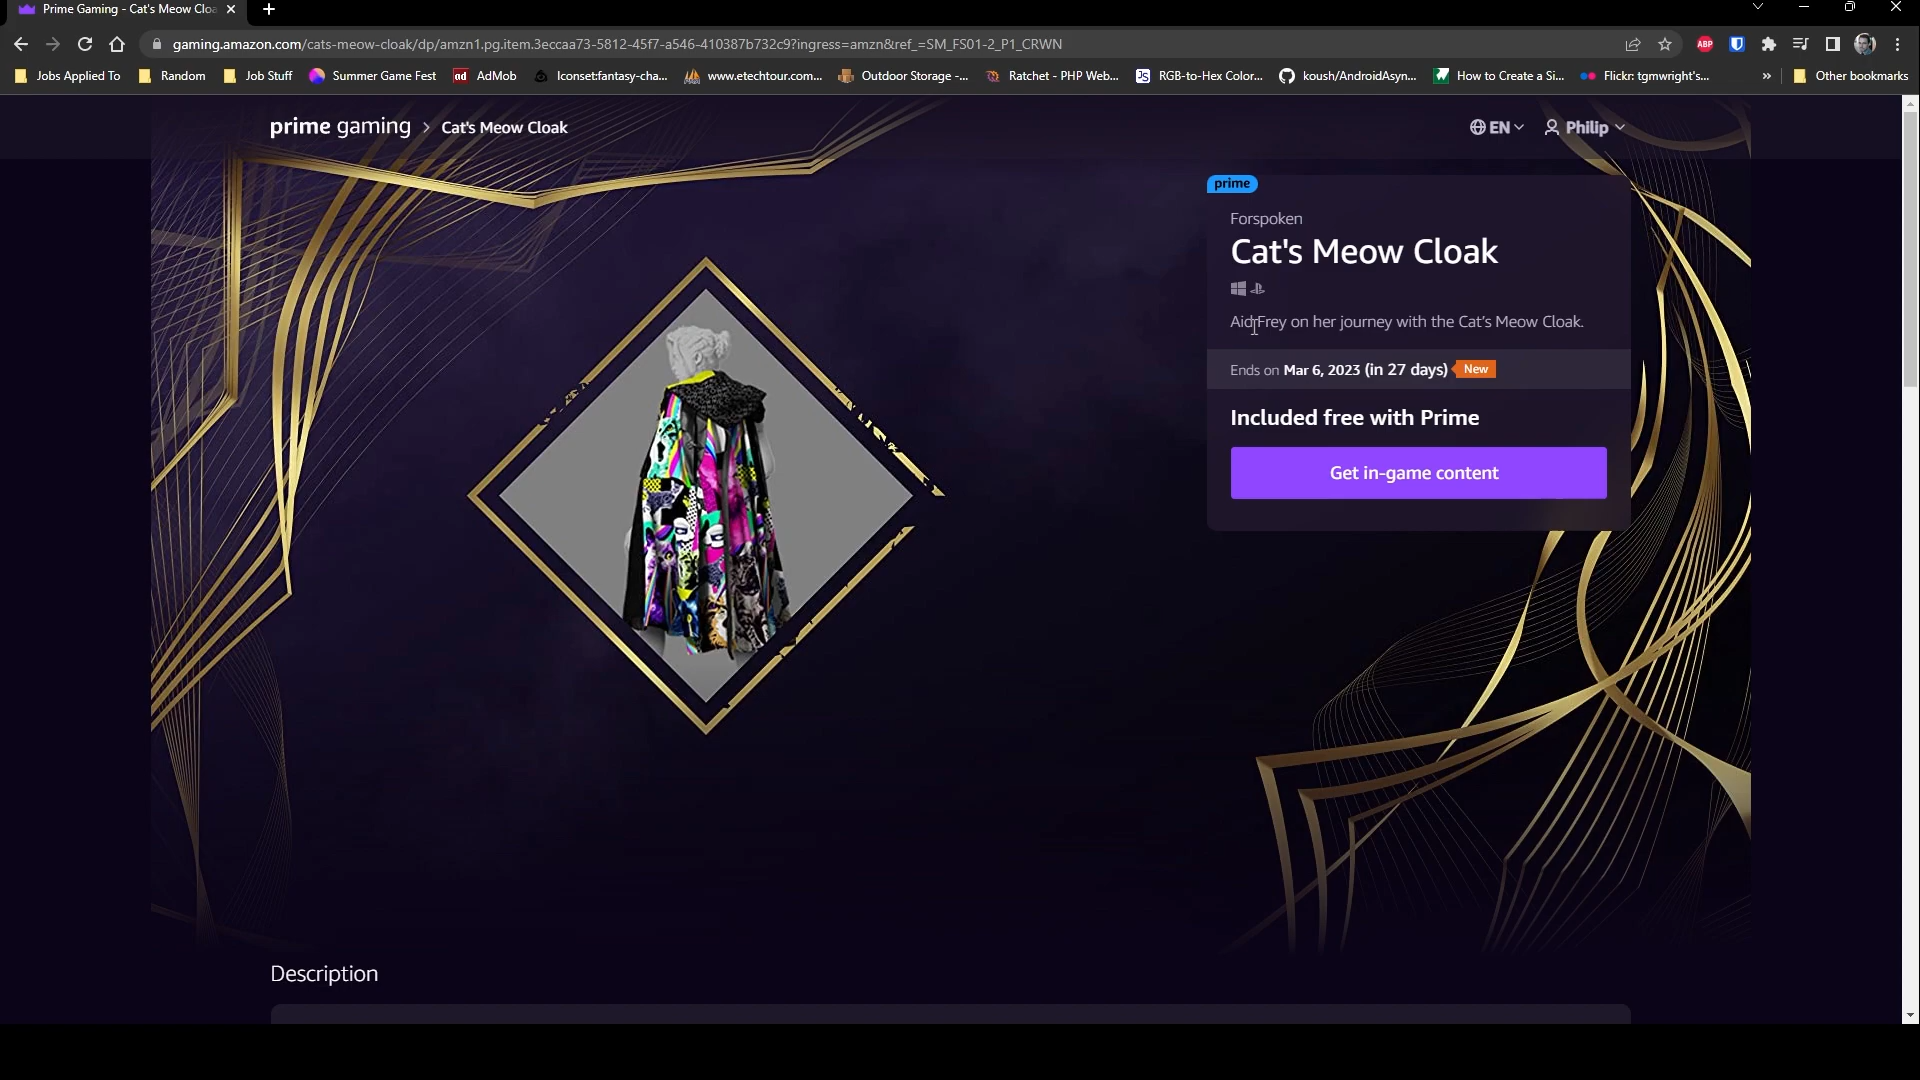 Prime Gaming - Cat's Meow Cloa
gaming.amazon.com/cats-meow-cloak/dp/amzn1.pg.item.3eccaa73-5812-45f7-a546-410387b732c9?ingress=amzn&ref_=SM_FS01-2_P1_CRWN
ABP
Jobs Applied To Random Job Stuff Summer Game Fest ad AdMob Iconset:fantasy-cha... www.etechtour.com... Outdoor Storage -... Ratchet - PHP Web... JS RGB-to-Hex Color... koush/AndroidAsyn... How to Create a Si... Flickr: tgmwright's... » Other bookmarks
prime gaming > Cat's Meow Cloak EN Philip
prime
Forspoken
Cat's Meow Cloak
Aid Frey on her journey with the Cat's Meow Cloak.
Ends on Mar 6, 2023 (in 27 days) New
Included free with Prime
Get in-game content
Description